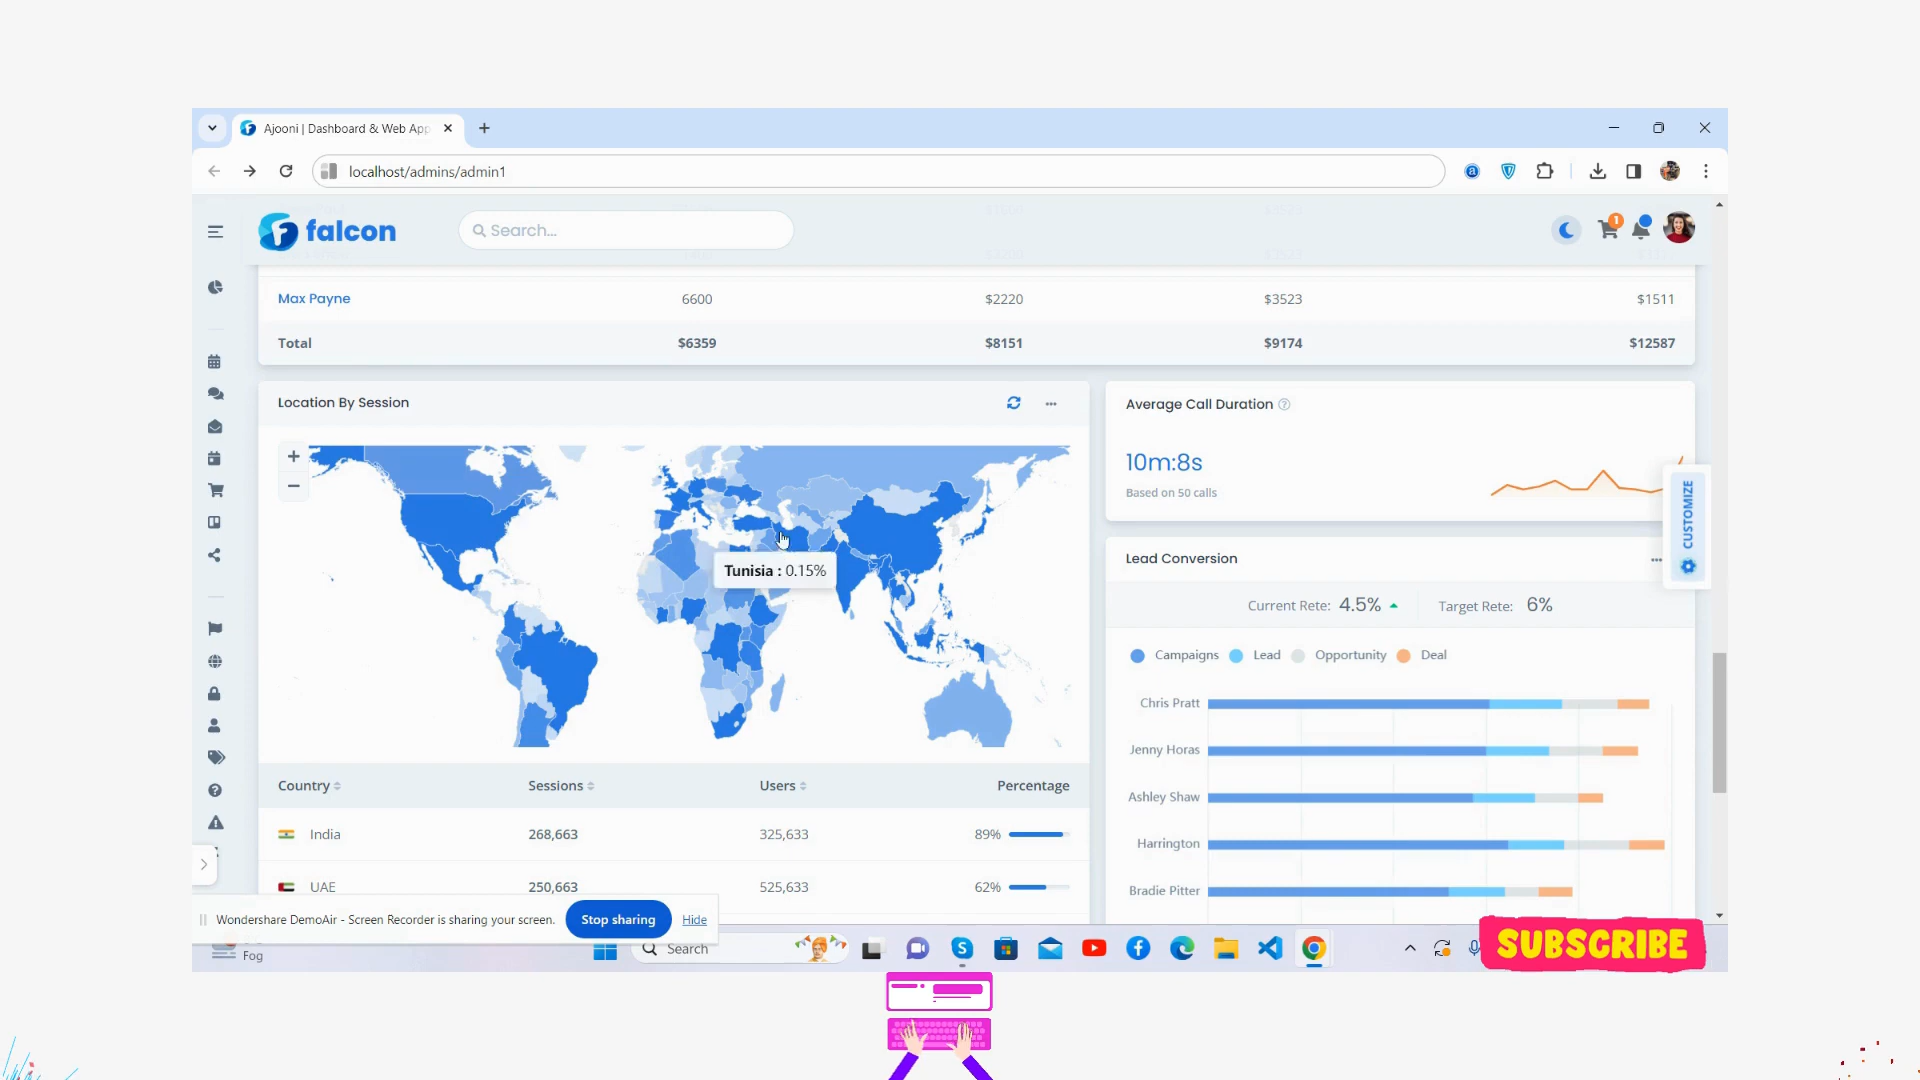 Ajooni | Dashboard & Web App
localhost/admins/admin1
falcon
Search...
1
Max Payne 6600 $2220 $3523 $1511
Total $6359 $8151 $9174 $12587
Location By Session
+
−
Tunisia : 0.15%
Country Sessions Users Percentage
India 268,663 325,633 89%
UAE 250,663 525,633 62%
Average Call Duration
10m:8s
Based on 50 calls
CUSTOMIZE
Lead Conversion
Current Rete: 4.5% Target Rete: 6%
Campaigns Lead Opportunity Deal
Chris Pratt
Jenny Horas
Ashley Shaw
Harrington
Bradie Pitter
Wondershare DemoAir - Screen Recorder is sharing your screen. Stop sharing Hide
Fog
Search
SUBSCRIBE